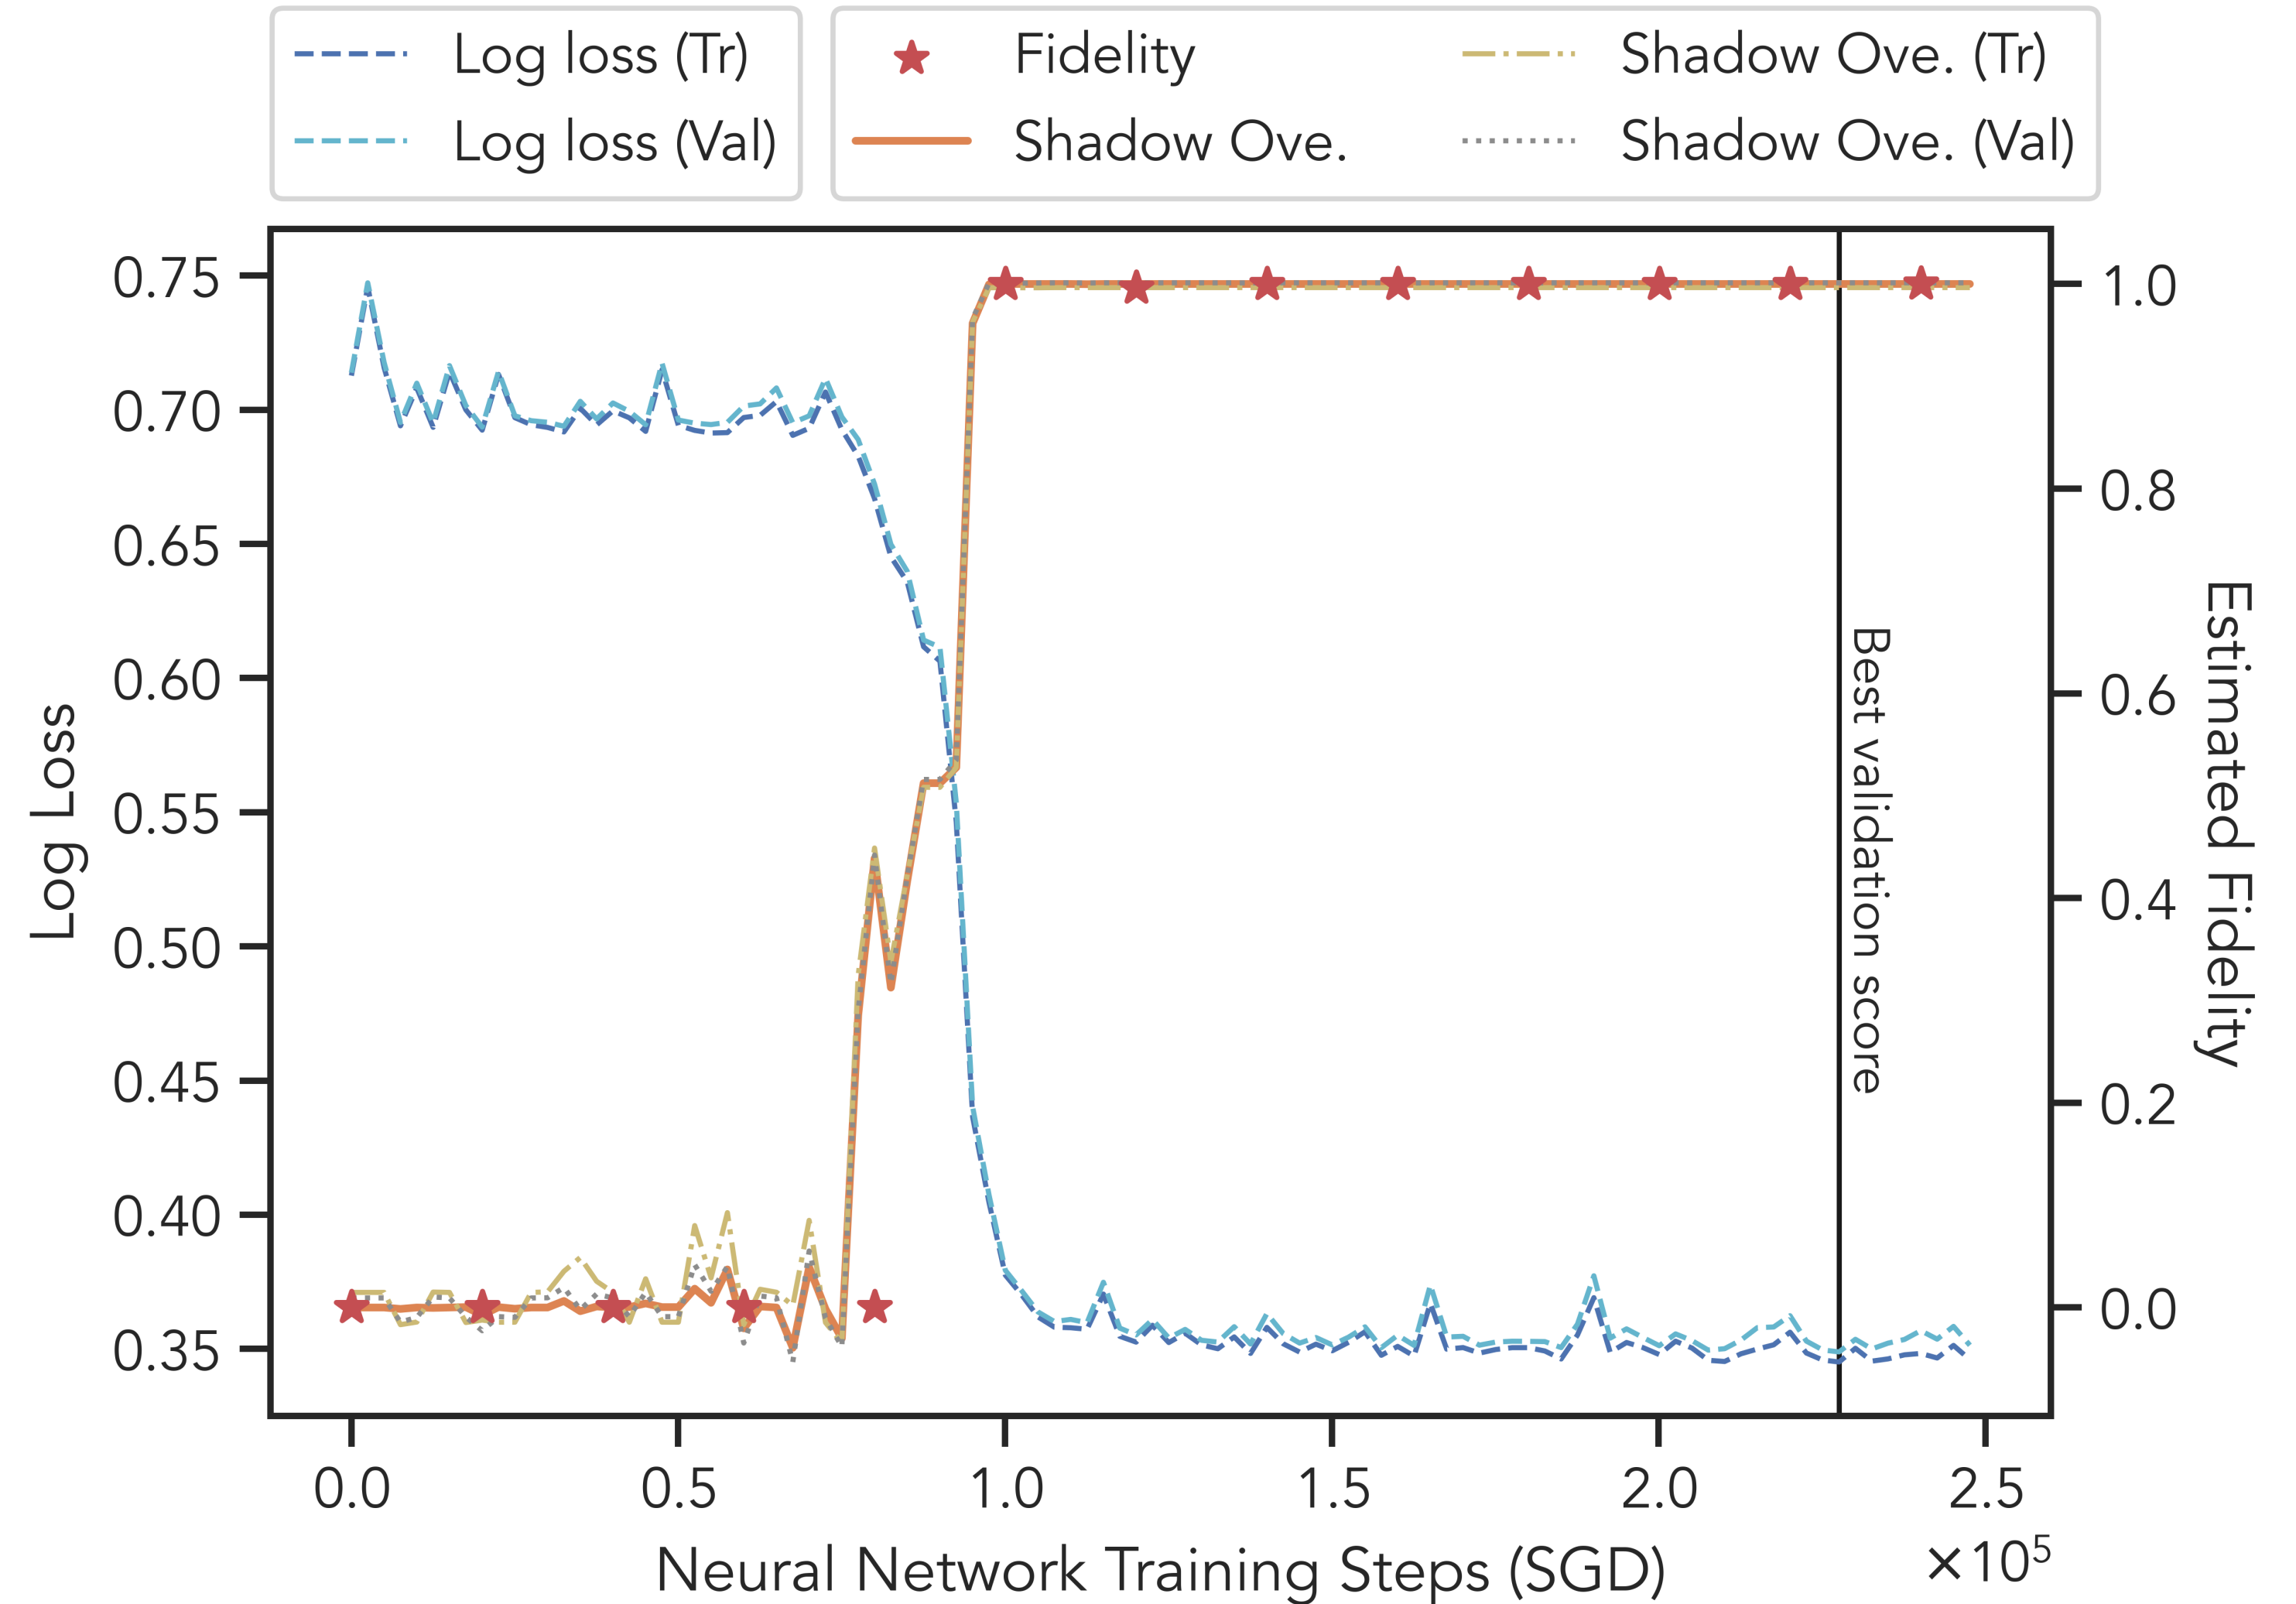 Log loss (Tr)
Log loss (Val)
Fidelity
Shadow Ove.
Shadow Ove. (Tr)
Shadow Ove. (Val)
Log Loss
0.75
0.70
0.65
0.60
0.55
0.50
0.45
0.40
0.35
Best validation score
1.0
0.8
0.6
0.4
0.2
0.0
Estimated Fidelity
0.0 0.5 1.0 1.5 2.0 2.5
×10⁵
Neural Network Training Steps (SGD)